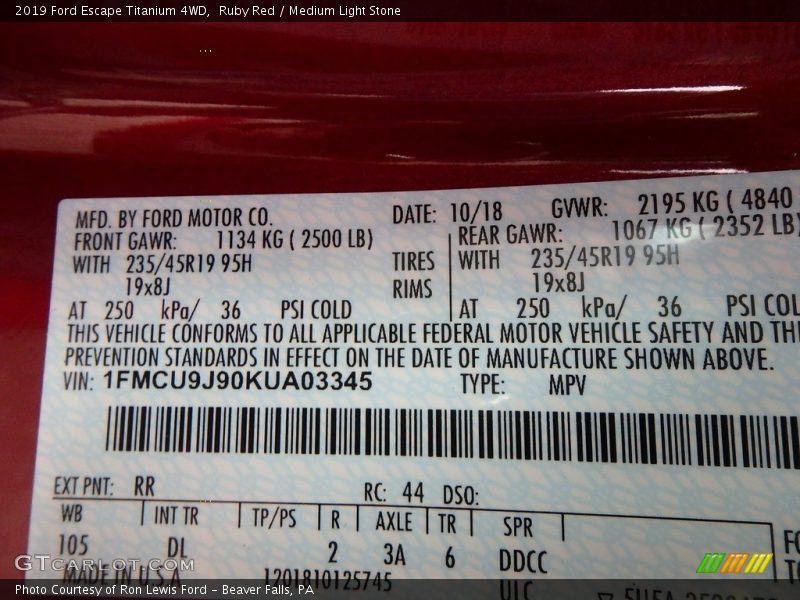 2019 Ford Escape Titanium 4WD, Ruby Red / Medium Light Stone
MFD. BY FORD MOTOR CO. DATE: 10/18 GVWR: 2195 KG ( 4840
FRONT GAWR: 1134 KG ( 2500 LB) REAR GAWR: 1067 KG ( 2352 LB)
WITH 235/45R19 95H TIRES WITH 235/45R19 95H
19x8J RIMS 19x8J
AT 250 kPa/ 36 PSI COLD AT 250 kPa/ 36 PSI COL
THIS VEHICLE CONFORMS TO ALL APPLICABLE FEDERAL MOTOR VEHICLE SAFETY AND TH
PREVENTION STANDARDS IN EFFECT ON THE DATE OF MANUFACTURE SHOWN ABOVE.
VIN: 1FMCU9J90KUA03345 TYPE: MPV
EXT PNT: RR RC: 44 DSO:
WB INT TR TP/PS R AXLE TR SPR
105 DL 2 3A 6 DDCC
MADE IN U.S.A. 1201810125745 UIC
GTCarLot.com
Photo Courtesy of Ron Lewis Ford – Beaver Falls, PA